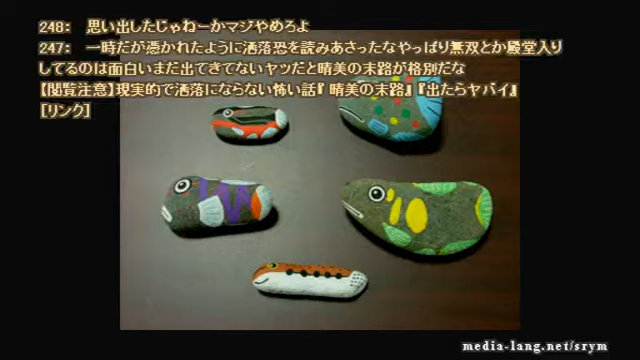 248: 思い出したじゃねーかマジやめろよ
247: 一時だが憑かれたように洒落恐を読みあさったなやっぱり無双とか殿堂入り
してるのは面白いまだ出てきてないヤツだと晴美の末路が格別だな
【閲覧注意】現実的で洒落にならない怖い話『 晴美の末路』『出たらヤバイ』
[リンク]
media-lang.net/srym